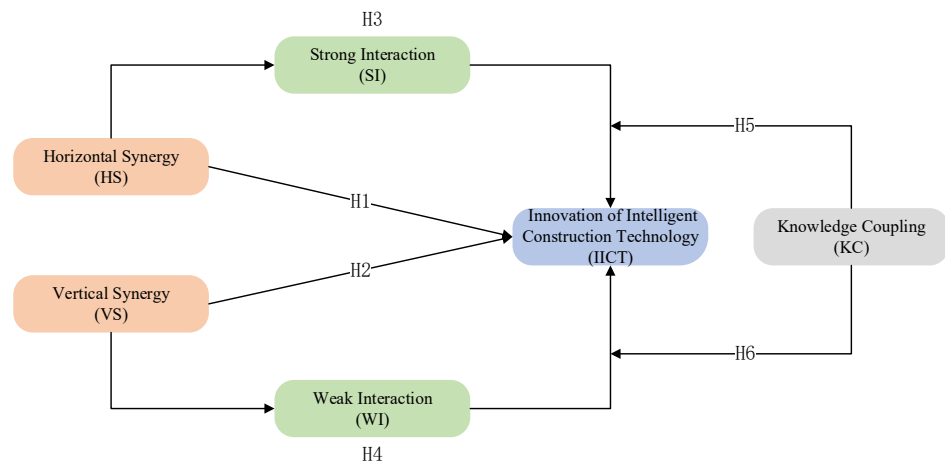 H3
Strong Interaction
(SI)
H5
Horizontal Synergy
(HS)
H1
Innovation of Intelligent
Construction Technology
(IICT)
Knowledge Coupling
(KC)
H2
Vertical Synergy
(VS)
H6
Weak Interaction
(WI)
H4